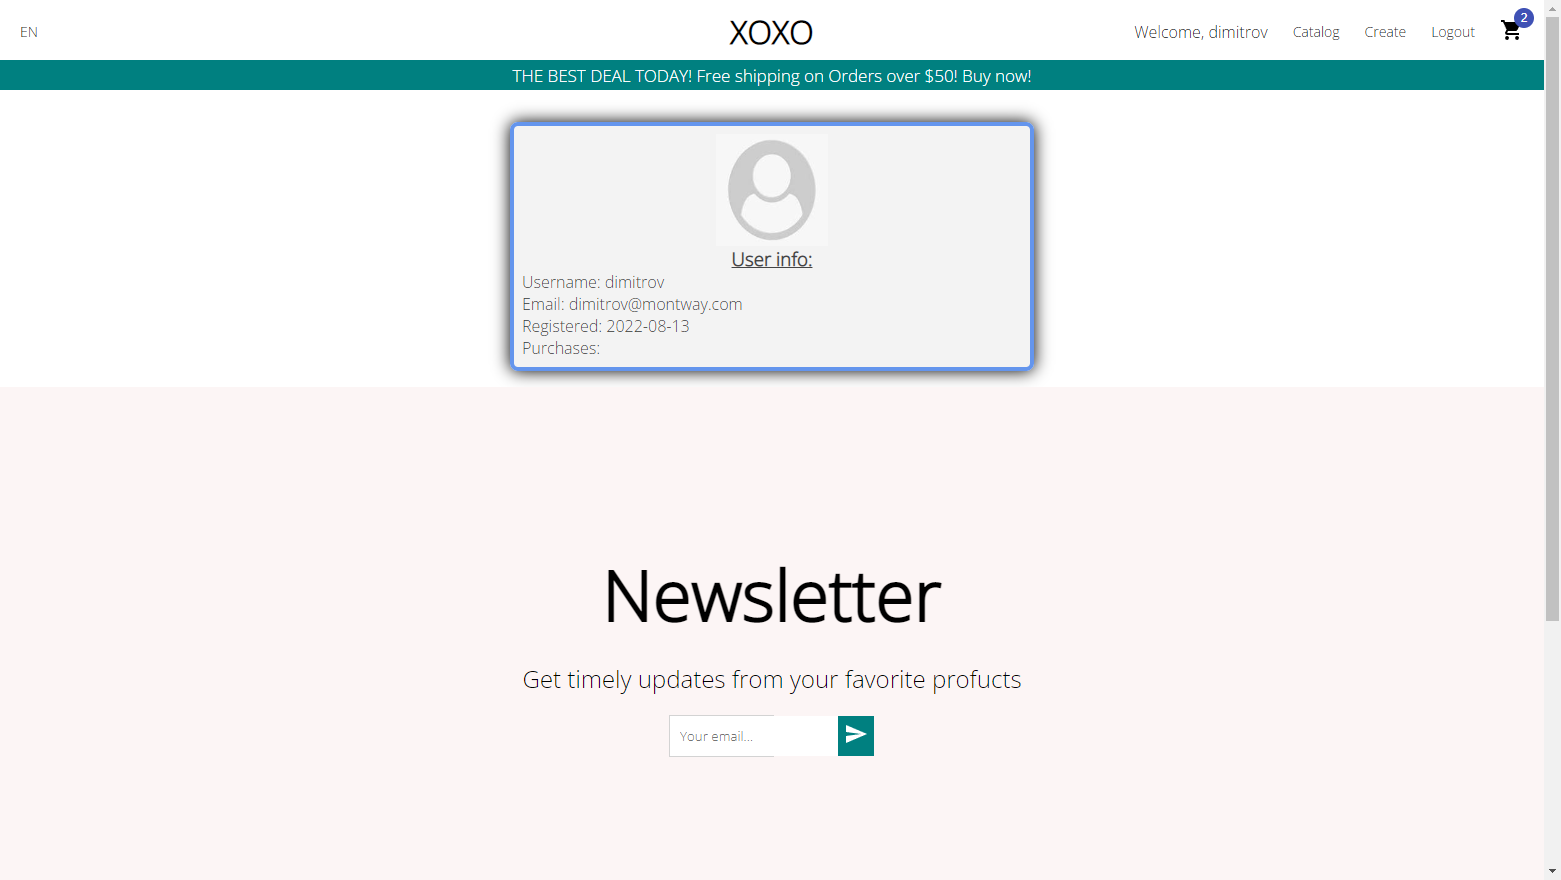 EN
XOXO
Welcome, dimitrov
Catalog
Create
Logout
2
THE BEST DEAL TODAY! Free shipping on Orders over $50! Buy now!
User info:
Username: dimitrov
Email: dimitrov@montway.com
Registered: 2022-08-13
Purchases:
Newsletter
Get timely updates from your favorite profucts
Your email...